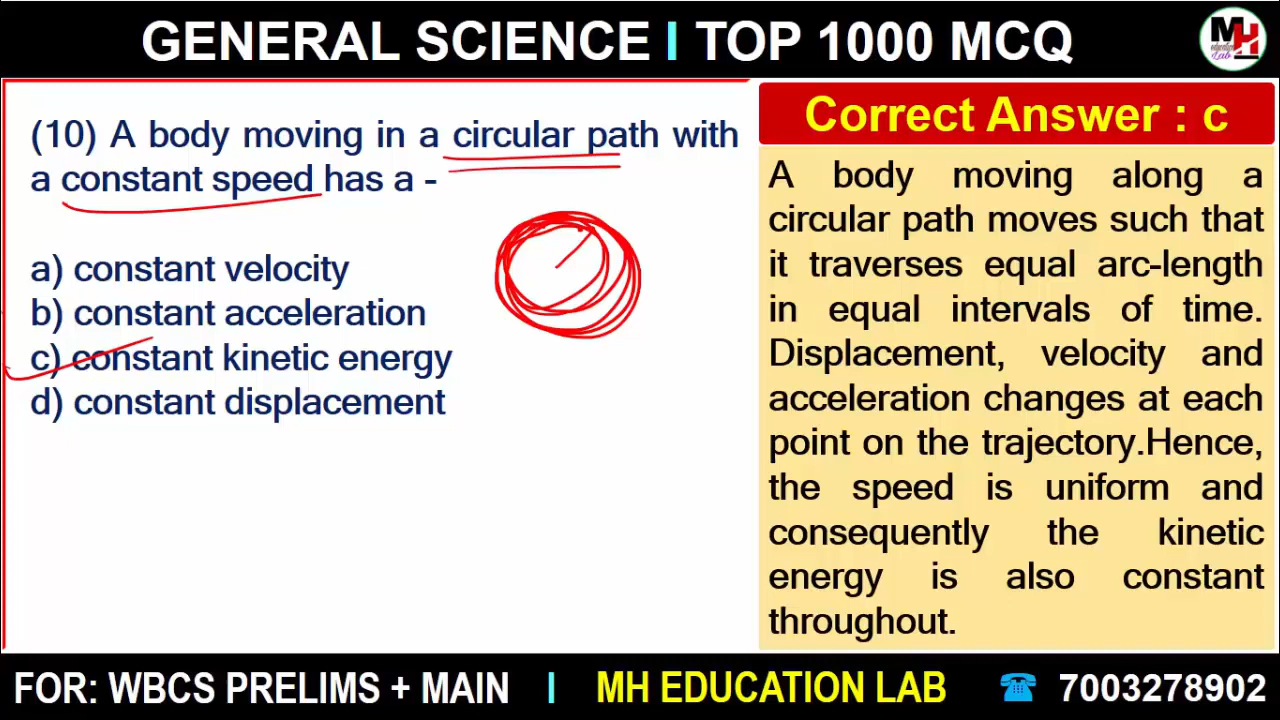 GENERAL SCIENCE I TOP 1000 MCQ
MH
education
Lab
(10) A body moving in a circular path with
a constant speed has a -
a) constant velocity
b) constant acceleration
c) constant kinetic energy
d) constant displacement
Correct Answer : c
A body moving along a
circular path moves such that
it traverses equal arc-length
in equal intervals of time.
Displacement, velocity and
acceleration changes at each
point on the trajectory.Hence,
the speed is uniform and
consequently the kinetic
energy is also constant
throughout.
FOR: WBCS PRELIMS + MAIN I MH EDUCATION LAB ☎ 7003278902